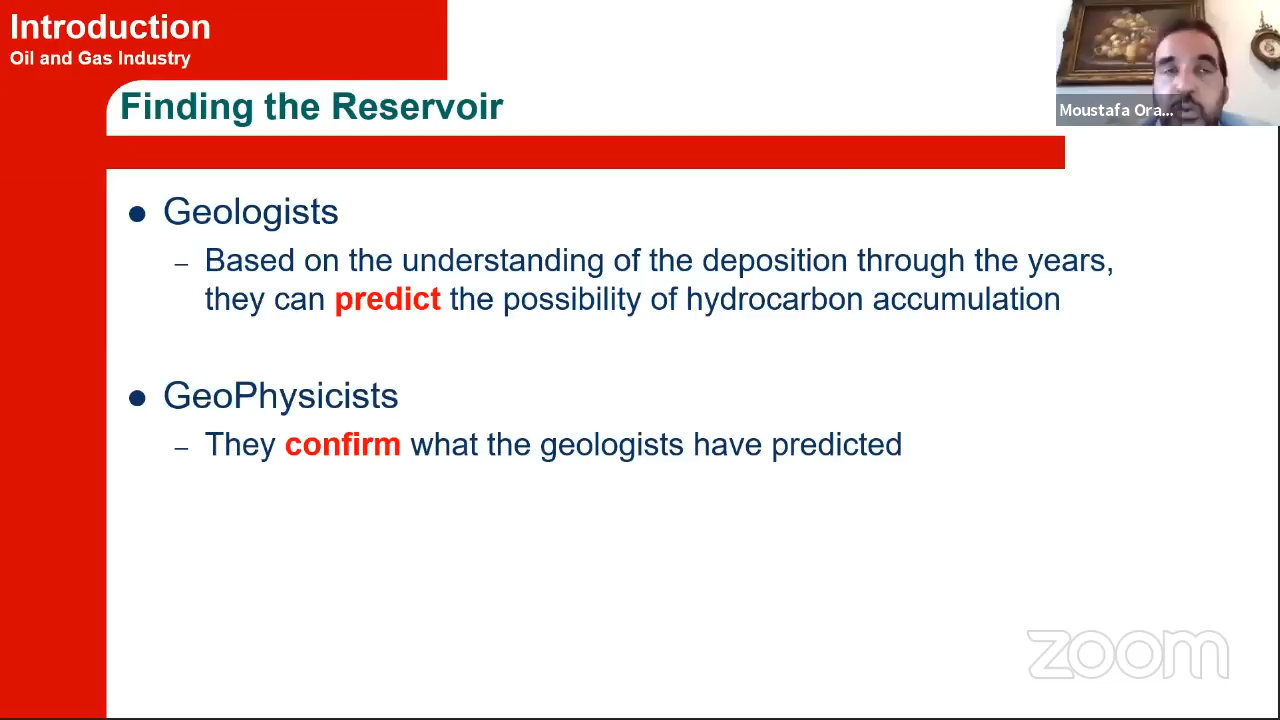 Introduction
Oil and Gas Industry
Finding the Reservoir
Moustafa Ora...
● Geologists
– Based on the understanding of the deposition through the years,
they can predict the possibility of hydrocarbon accumulation
● GeoPhysicists
– They confirm what the geologists have predicted
zoom